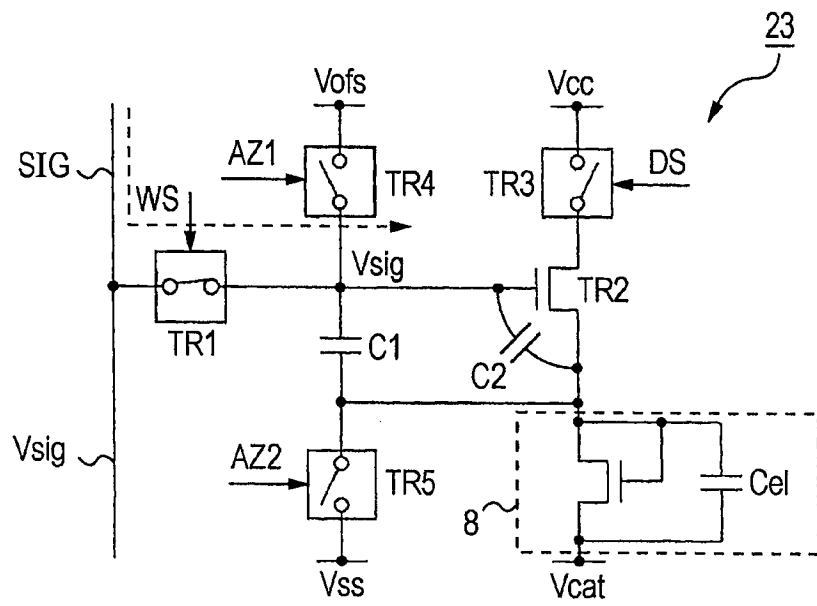 23
Vofs
Vcc
SIG
AZ1
TR4
TR3
DS
WS
Vsig
TR2
TR1
C1
C2
Vsig
AZ2
TR5
8
Cel
Vss
Vcat